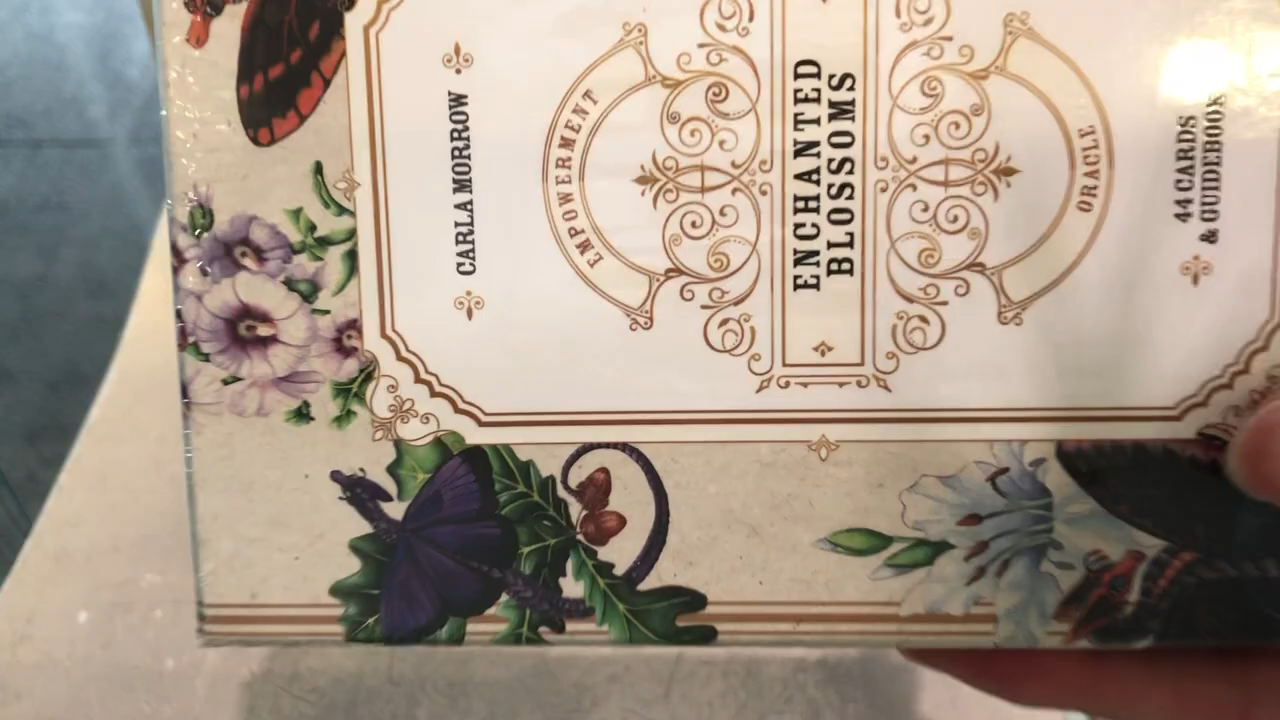 CARLA MORROW
EMPOWERMENT
ENCHANTED
BLOSSOMS
ORACLE
44 CARDS
& GUIDEBOOK